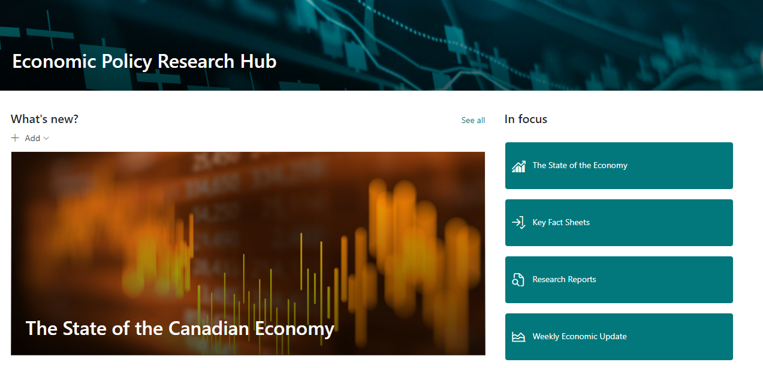 Economic Policy Research Hub
What's new?
See all
In focus
Add
The State of the Economy
Key Fact Sheets
Research Reports
The State of the Canadian Economy
Weekly Economic Update